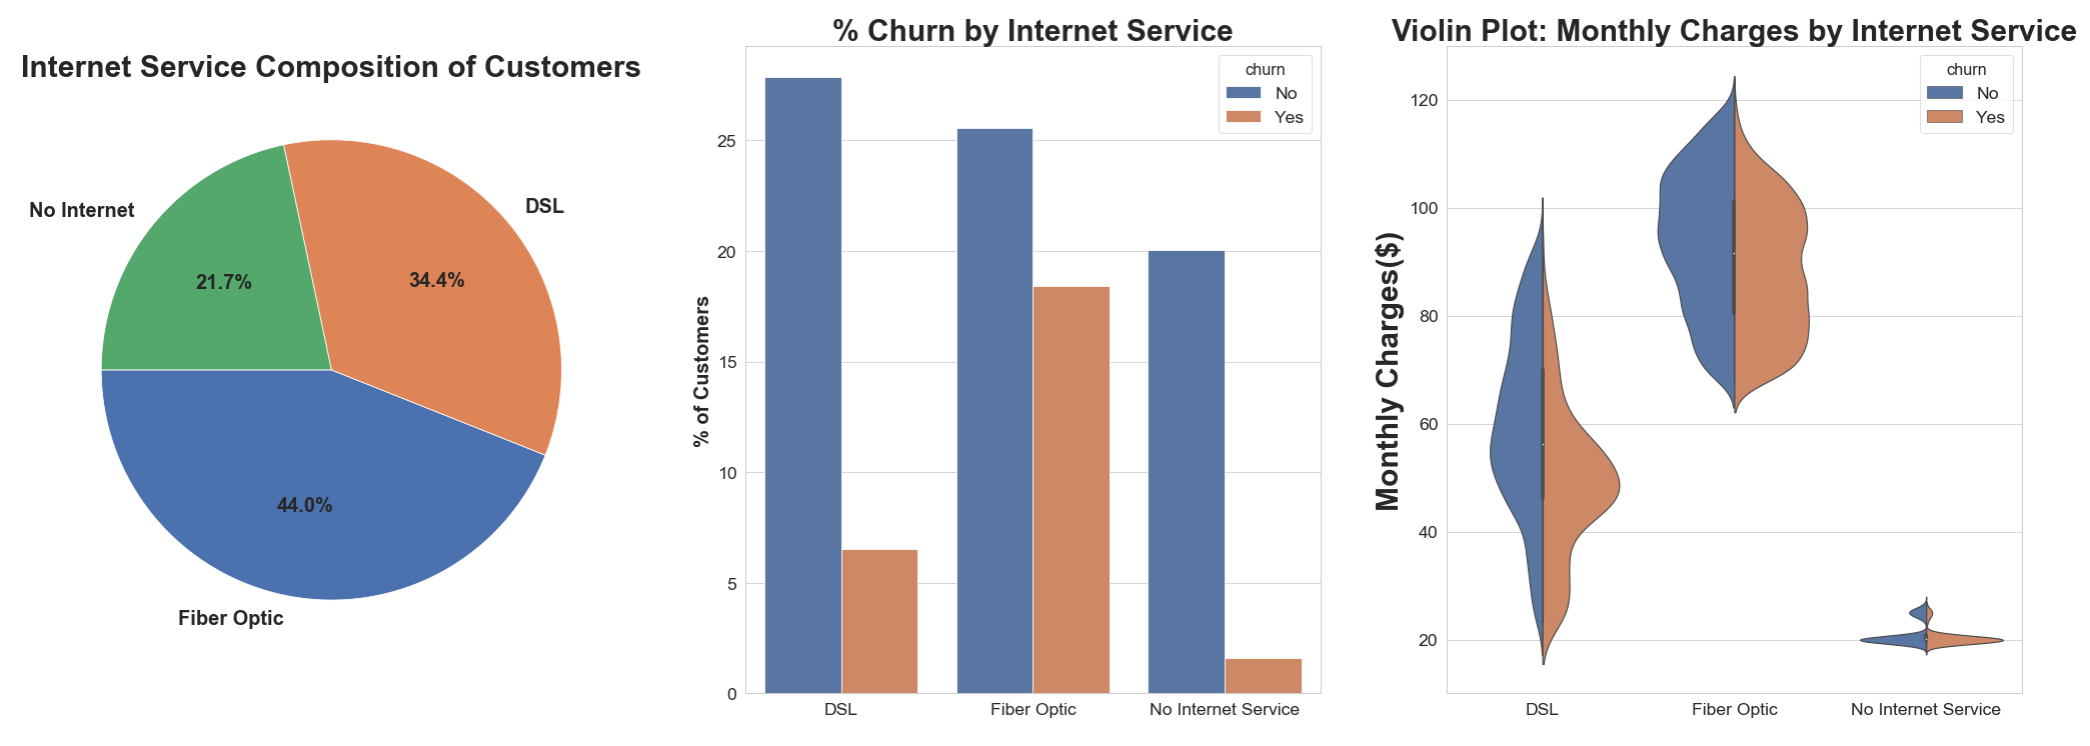 Internet Service Composition of Customers
No Internet
DSL
21.7%
34.4%
44.0%
Fiber Optic
% Churn by Internet Service
churn
No
Yes
% of Customers
25
20
15
10
5
0
DSL
Fiber Optic
No Internet Service
Violin Plot: Monthly Charges by Internet Service
churn
No
Yes
Monthly Charges($)
120
100
80
60
40
20
DSL
Fiber Optic
No Internet Service